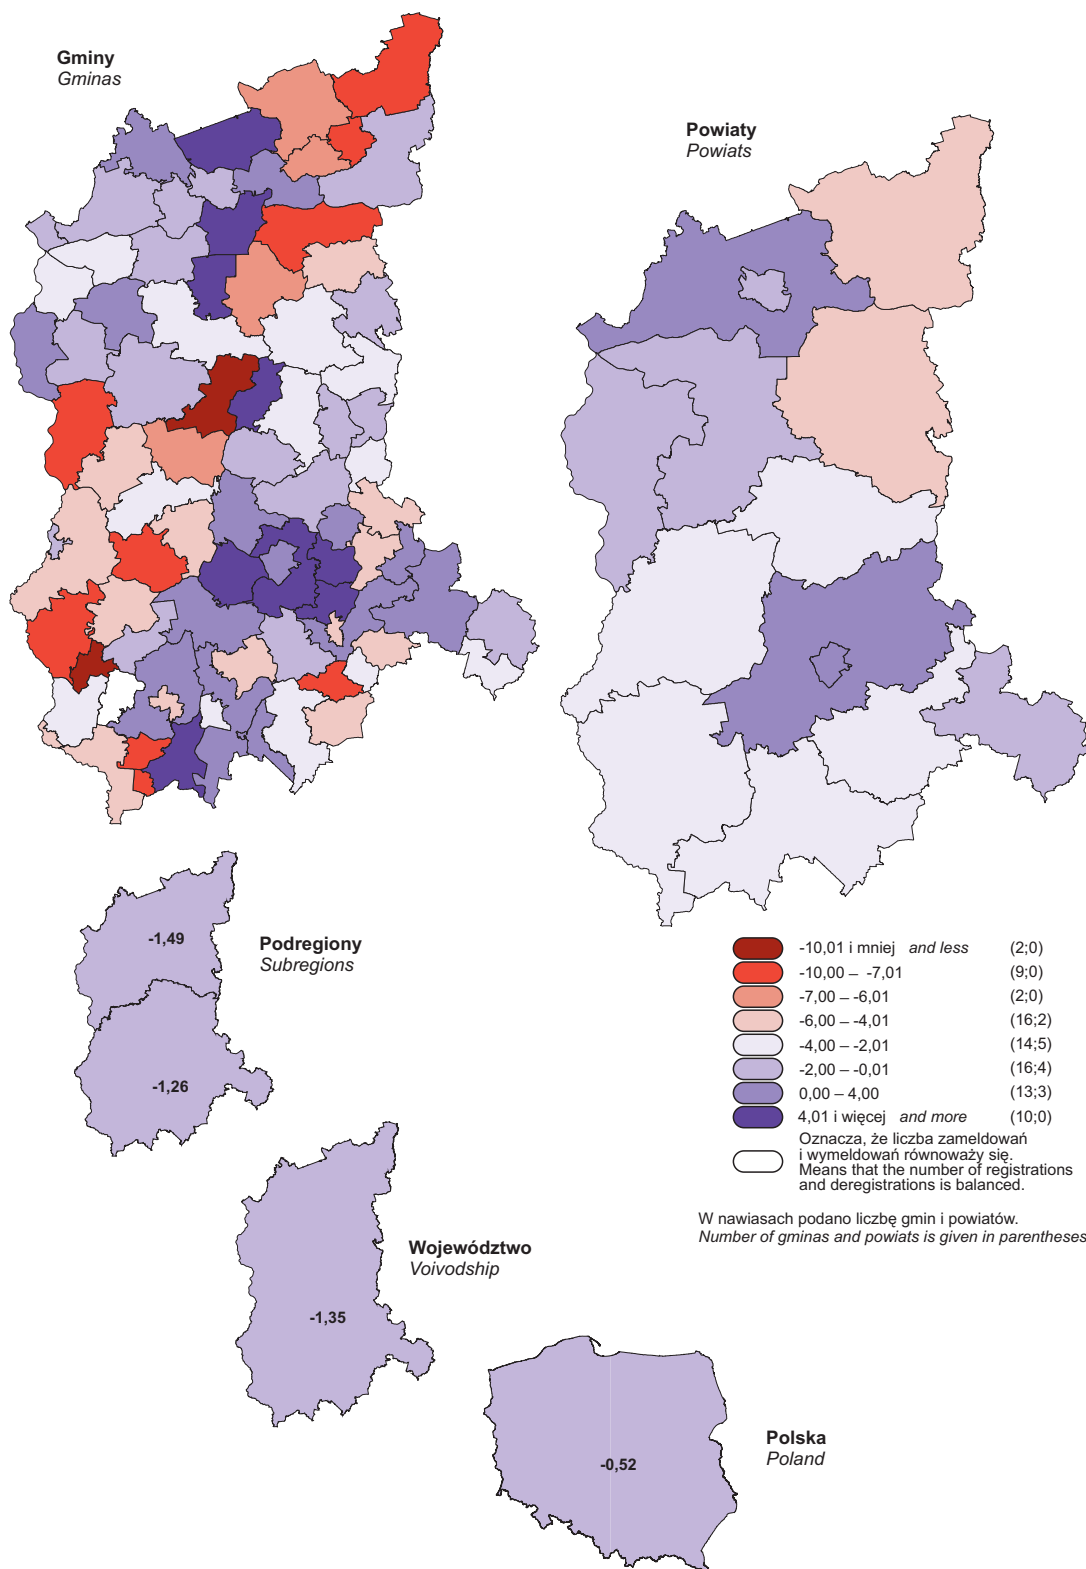 Gminy
Gminas
Powiaty
Powiats
-1,49
Podregiony
Subregions
-1,26
-10,01 i mniej and less (2;0)
-10,00 – -7,01 (9;0)
-7,00 – -6,01 (2;0)
-6,00 – -4,01 (16;2)
-4,00 – -2,01 (14;5)
-2,00 – -0,01 (16;4)
0,00 – 4,00 (13;3)
4,01 i więcej and more (10;0)
Oznacza, że liczba zameldowań
i wymeldowań równoważy się.
Means that the number of registrations
and deregistrations is balanced.
W nawiasach podano liczbę gmin i powiatów.
Number of gminas and powiats is given in parentheses
Województwo
Voivodship
-1,35
Polska
Poland
-0,52